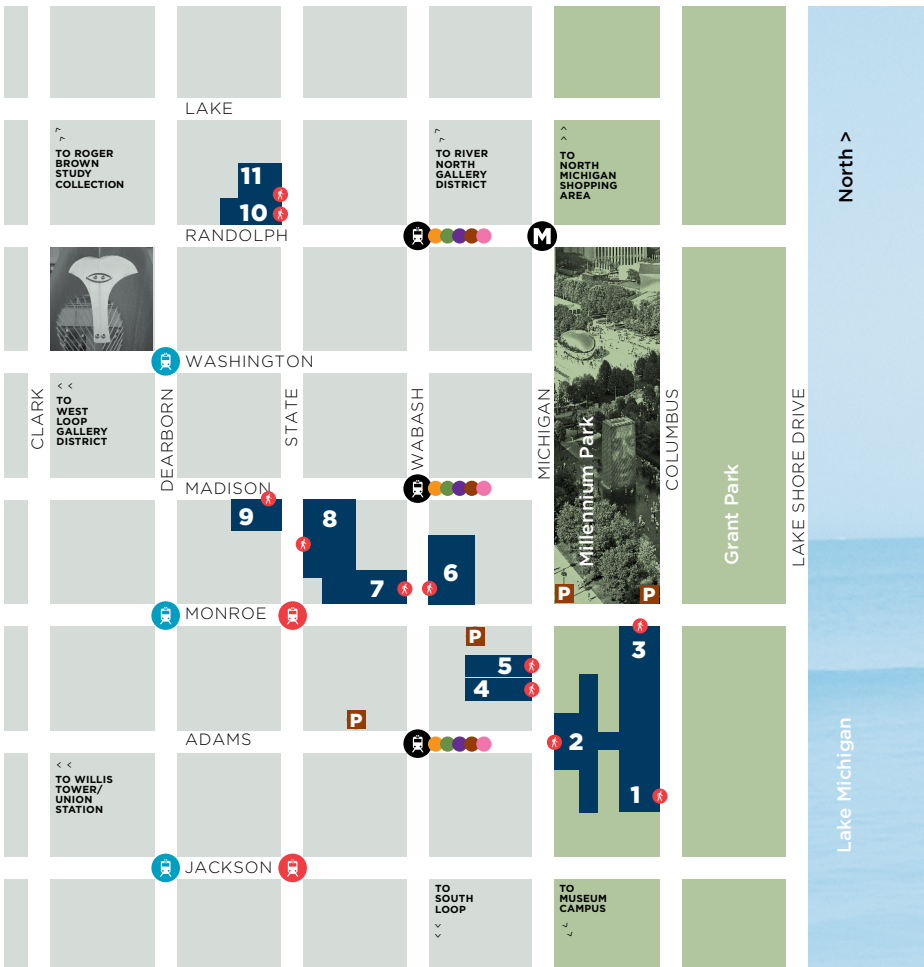 LAKE
TO ROGER
BROWN
STUDY
COLLECTION
11
10
TO RIVER
NORTH
GALLERY
DISTRICT
TO
NORTH
MICHIGAN
SHOPPING
AREA
North >
RANDOLPH
M
WASHINGTON
< <
TO
WEST
LOOP
GALLERY
DISTRICT
CLARK
DEARBORN
STATE
WABASH
MICHIGAN
Millennium Park
COLUMBUS
Grant Park
LAKE SHORE DRIVE
MADISON
9
8
7
6
P
P
MONROE
P
5
4
3
P
2
1
ADAMS
Lake Michigan
< <
TO WILLIS
TOWER/
UNION
STATION
JACKSON
TO
SOUTH
LOOP
TO
MUSEUM
CAMPUS